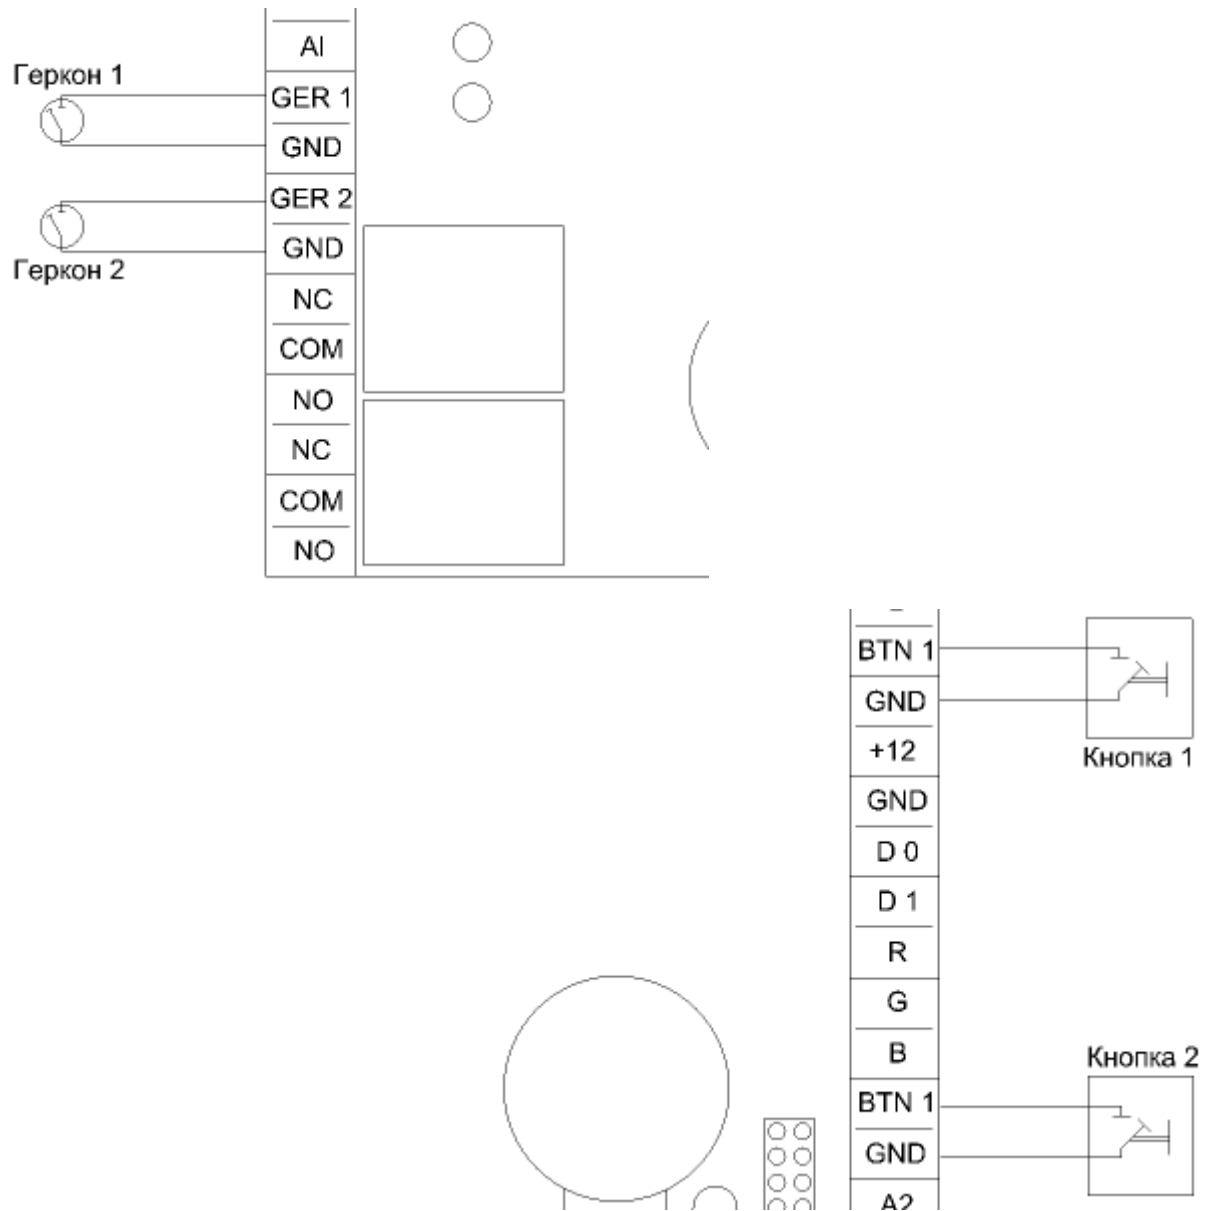 AI
Геркон 1
GER 1
GND
GER 2
GND
Геркон 2
NC
COM
NO
NC
COM
NO
BTN 1
GND
+12
Кнопка 1
GND
D 0
D 1
R
G
B
Кнопка 2
BTN 1
GND
A2